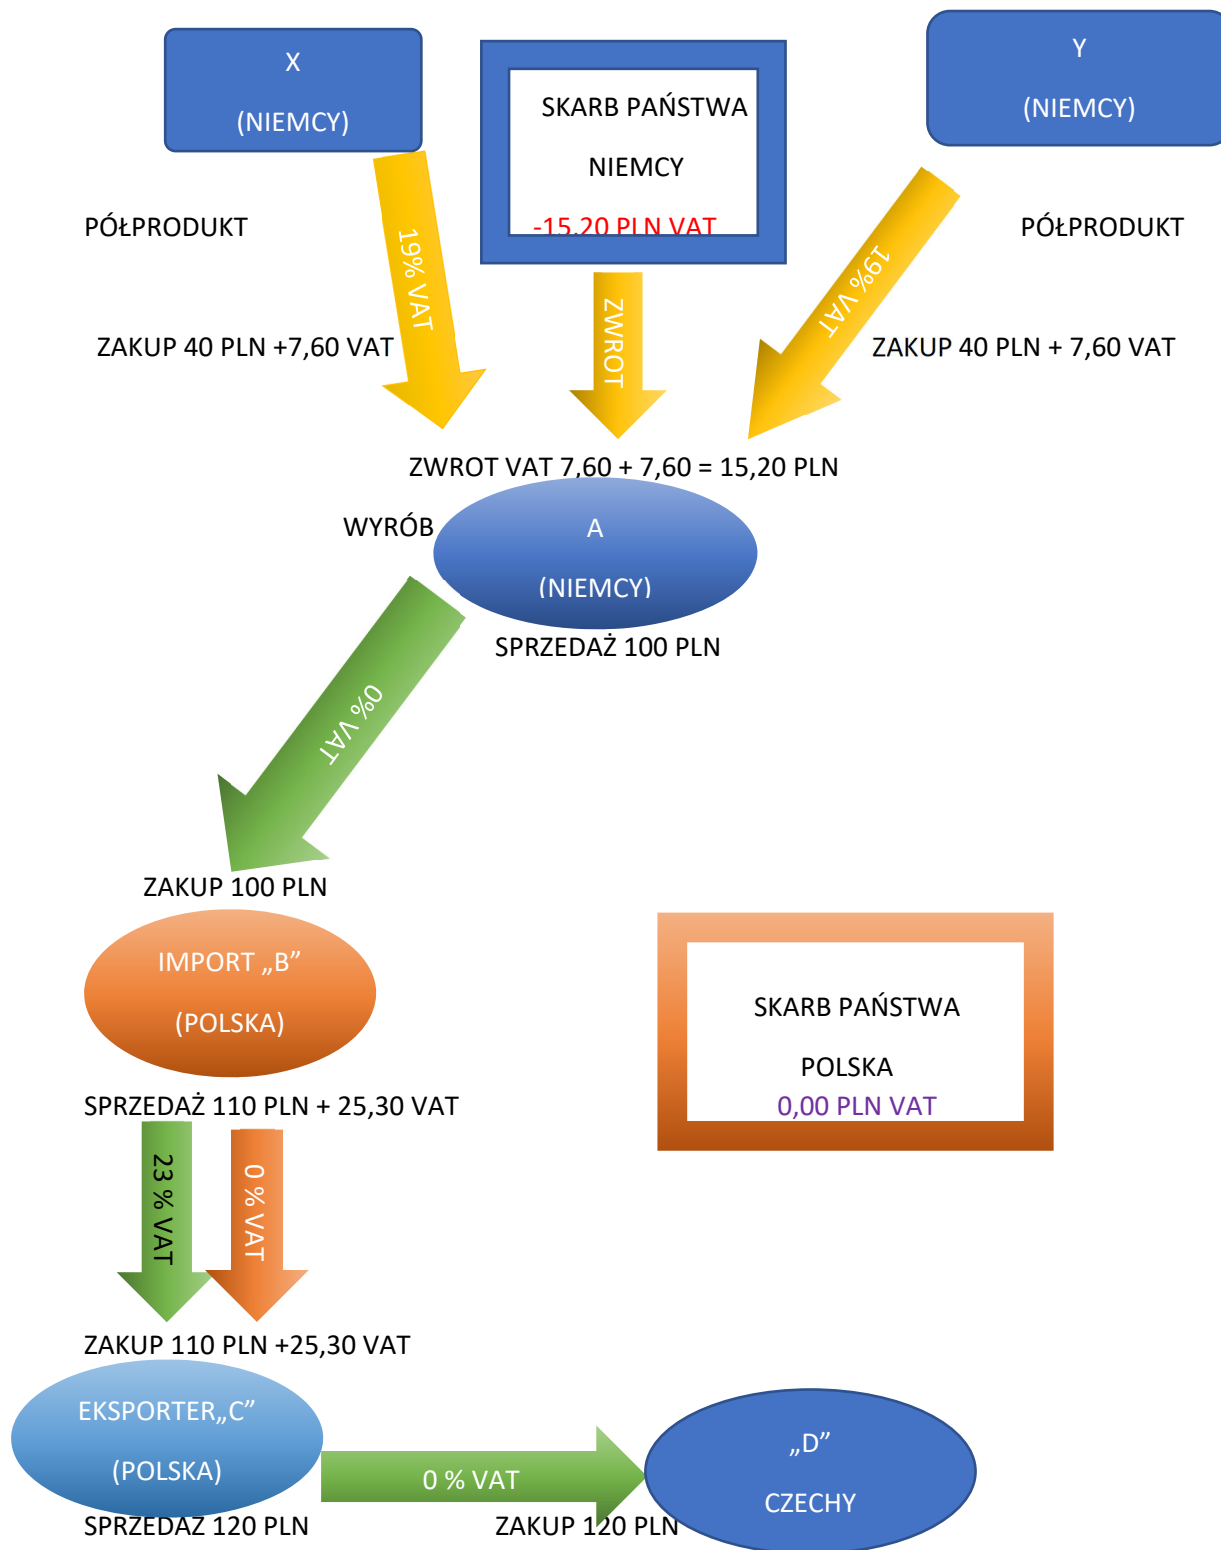 X
(NIEMCY)
SKARB PAŃSTWA
NIEMCY
-15,20 PLN VAT
Y
(NIEMCY)
PÓŁPRODUKT
PÓŁPRODUKT
19% VAT
ZWROT
19% VAT
ZAKUP 40 PLN +7,60 VAT
ZAKUP 40 PLN + 7,60 VAT
ZWROT VAT 7,60 + 7,60 = 15,20 PLN
WYRÓB
A
(NIEMCY)
SPRZEDAŻ 100 PLN
0% VAT
ZAKUP 100 PLN
IMPORT „B”
(POLSKA)
SKARB PAŃSTWA
POLSKA
0,00 PLN VAT
SPRZEDAŻ 110 PLN + 25,30 VAT
23 % VAT
0 % VAT
ZAKUP 110 PLN +25,30 VAT
EKSPORTER„C”
(POLSKA)
0 % VAT
„D”
CZECHY
SPRZEDAŻ 120 PLN
ZAKUP 120 PLN